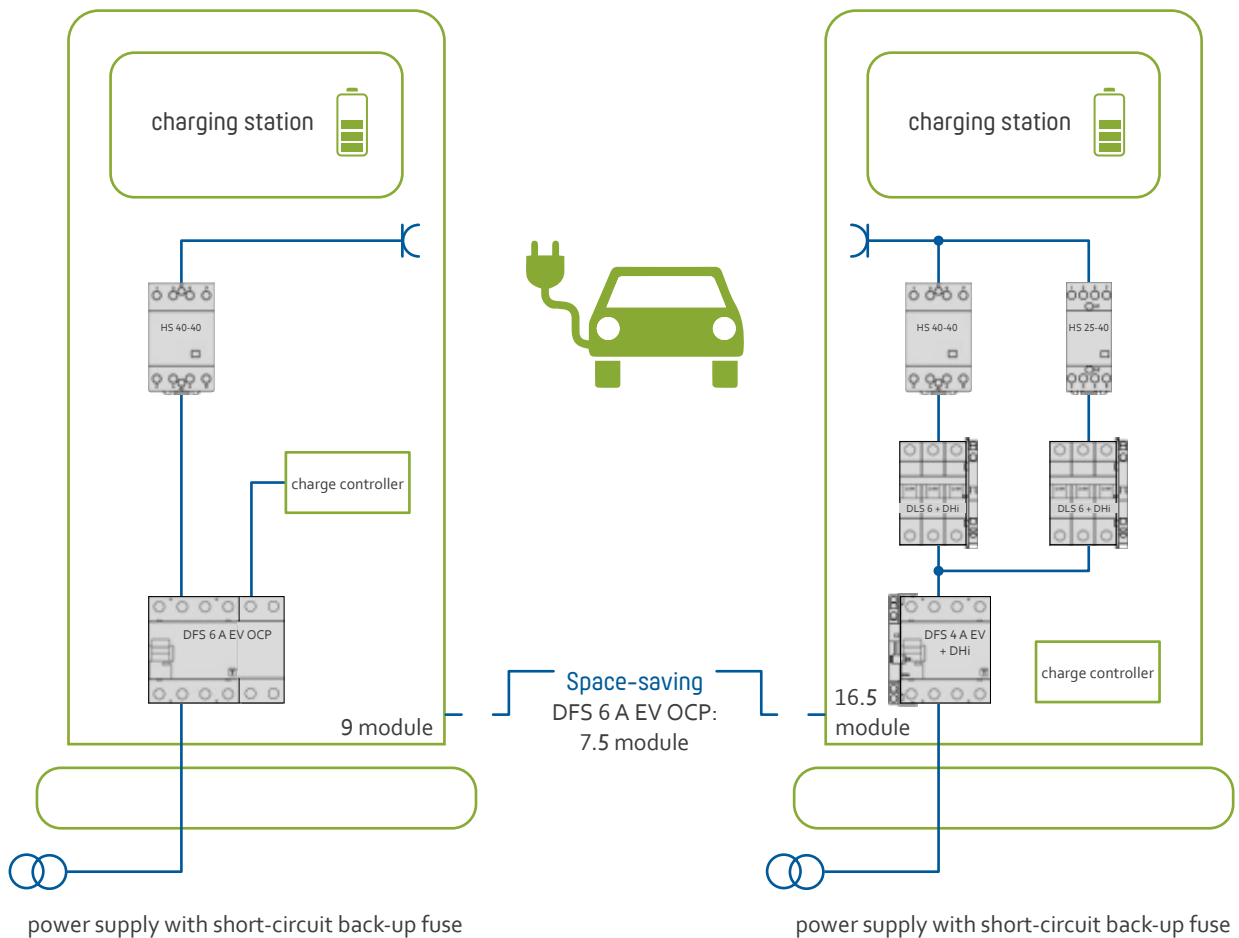 charging station
HS 40-40
charge controller
DFS 6 A EV OCP
9 module
power supply with short-circuit back-up fuse
Space-saving
DFS 6 A EV OCP:
7.5 module
charging station
HS 40-40
HS 25-40
DLS 6 + DHi
DLS 6 + DHi
DFS 4 A EV
+ DHi
charge controller
16.5
module
power supply with short-circuit back-up fuse